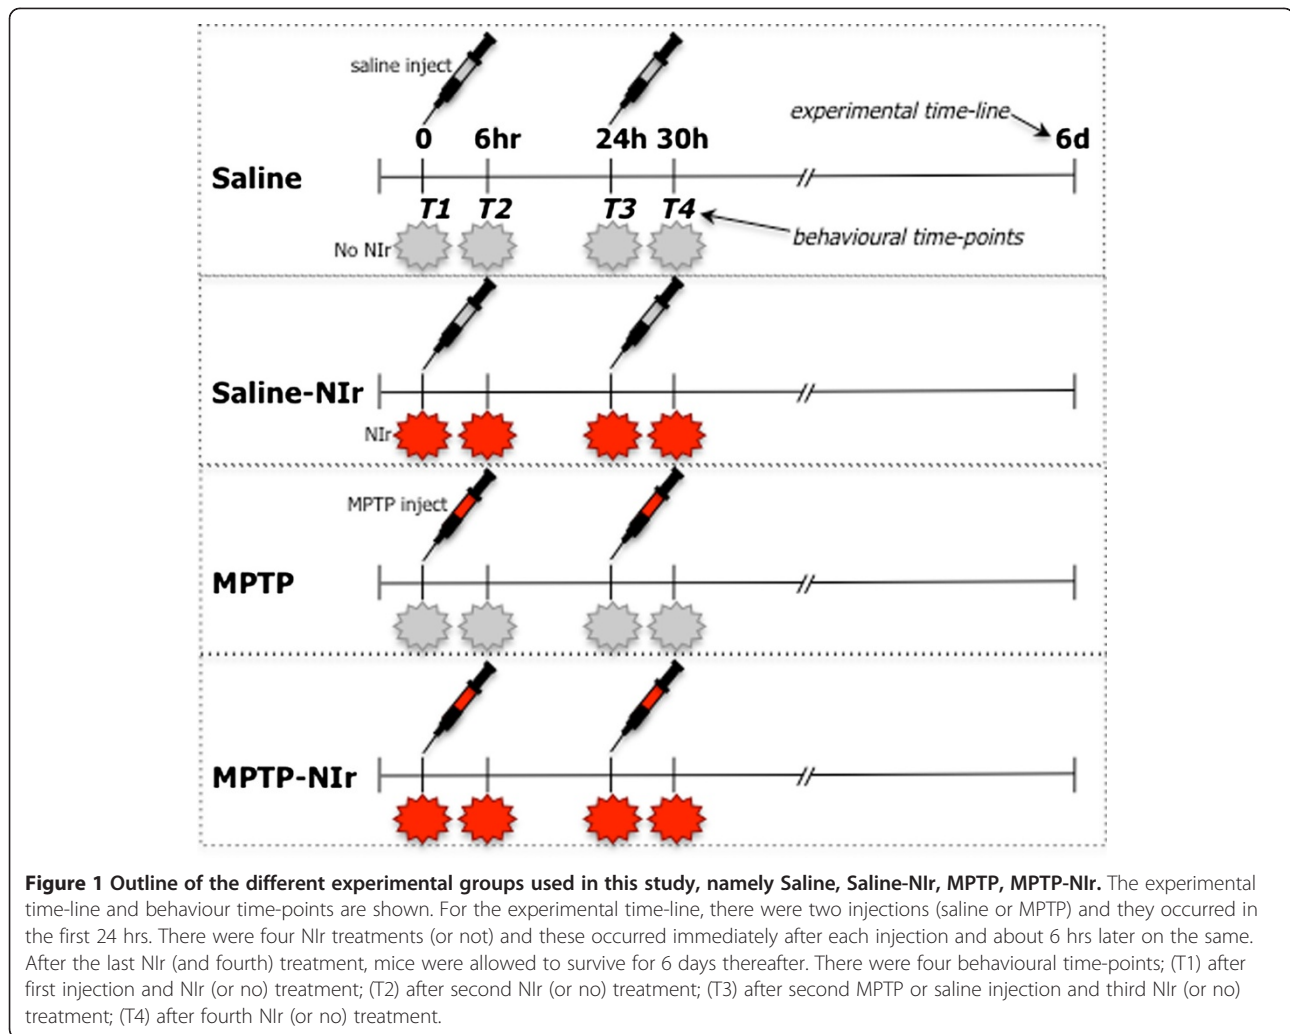 saline inject
experimental time-line
0 6hr 24h 30h 6d
Saline
T1 T2 T3 T4
behavioural time-points
No NIr
Saline-NIr
NIr
MPTP inject
MPTP
MPTP-NIr
Figure 1 Outline of the different experimental groups used in this study, namely Saline, Saline-NIr, MPTP, MPTP-NIr. The experimental
time-line and behaviour time-points are shown. For the experimental time-line, there were two injections (saline or MPTP) and they occurred in
the first 24 hrs. There were four NIr treatments (or not) and these occurred immediately after each injection and about 6 hrs later on the same.
After the last NIr (and fourth) treatment, mice were allowed to survive for 6 days thereafter. There were four behavioural time-points; (T1) after
first injection and NIr (or no) treatment; (T2) after second NIr (or no) treatment; (T3) after second MPTP or saline injection and third NIr (or no)
treatment; (T4) after fourth NIr (or no) treatment.